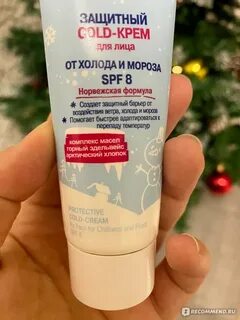 ЗАЩИТНЫЙ
COLD-КРЕМ
для лица
ОТ ХОЛОДА И МОРОЗА
SPF 8
Норвежская формула
• Создает защитный барьер от
воздействия ветра, холода и мороза
• Помогает быстрее адаптироваться к
перепаду температур
комплекс масел
горный эдельвейс
арктический хлопок
PROTECTIVE
COLD-CREAM
for Face
SPF 8
IRECOMMEND.RU